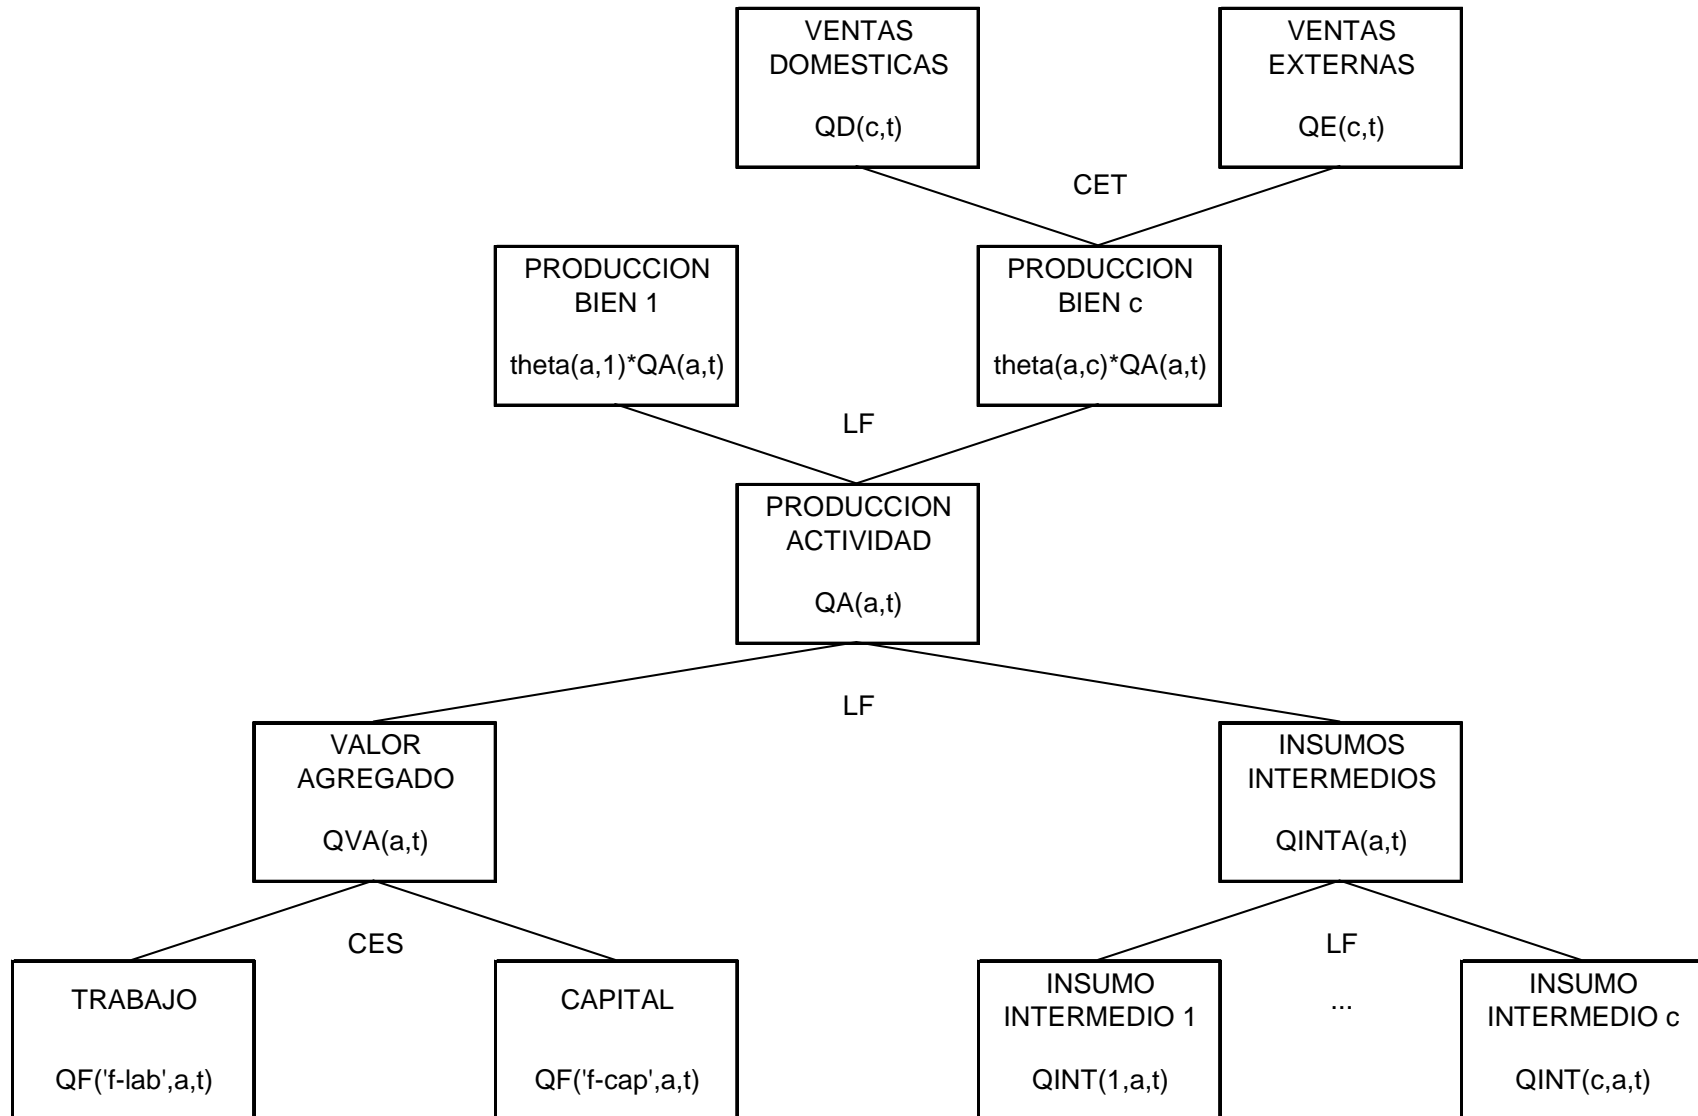 VENTAS
DOMESTICAS
QD(c,t)
VENTAS
EXTERNAS
QE(c,t)
CET
PRODUCCION
BIEN 1
theta(a,1)*QA(a,t)
PRODUCCION
BIEN c
theta(a,c)*QA(a,t)
LF
PRODUCCION
ACTIVIDAD
QA(a,t)
LF
VALOR
AGREGADO
QVA(a,t)
INSUMOS
INTERMEDIOS
QINTA(a,t)
CES
LF
TRABAJO
QF('f-lab',a,t)
CAPITAL
QF('f-cap',a,t)
INSUMO
INTERMEDIO 1
QINT(1,a,t)
...
INSUMO
INTERMEDIO c
QINT(c,a,t)